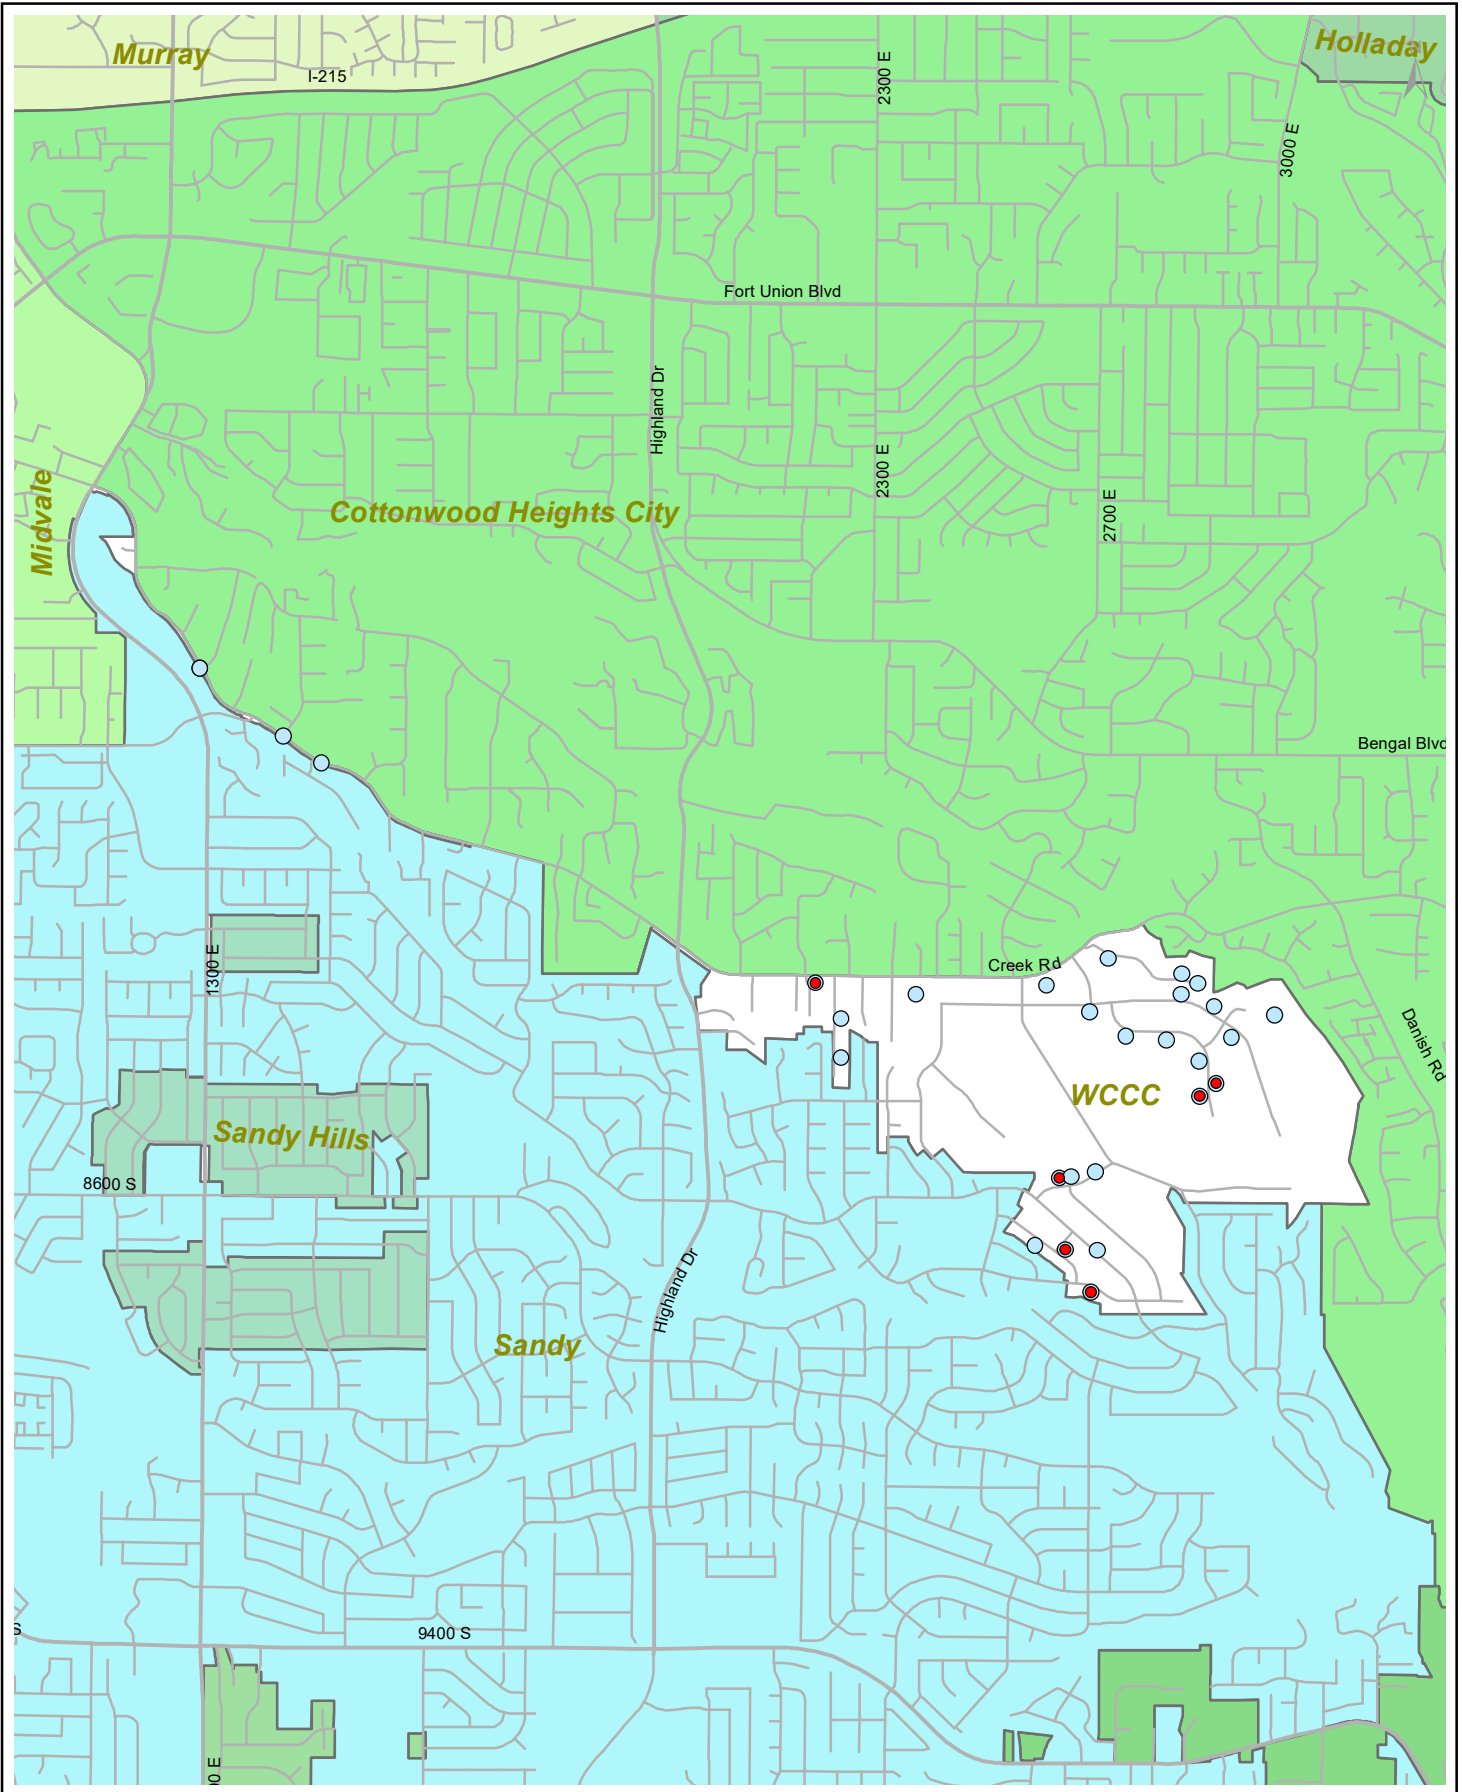 Murray
Holladay
I-215
2300 E
3000 E
Fort Union Blvd
Highland Dr
2300 E
Midvale
Cottonwood Heights City
2700 E
Bengal Blvd
1300 E
Creek Rd
Danish Rd
WCCC
Sandy Hills
8600 S
Highland Dr
Sandy
S
9400 S
00 E